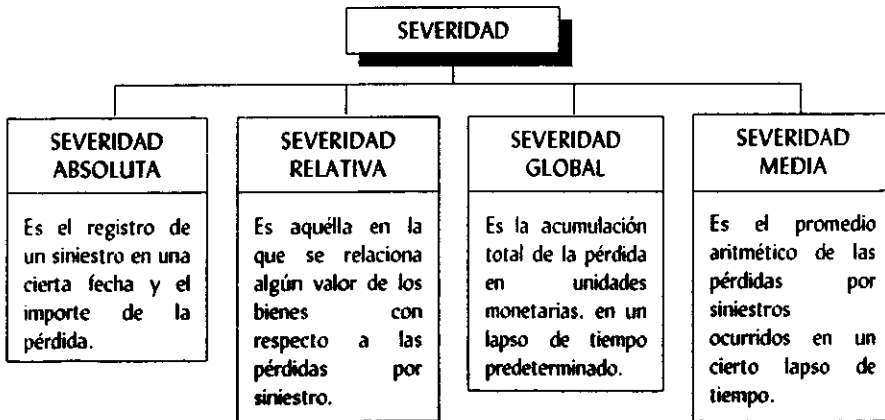 SEVERIDAD
SEVERIDAD
ABSOLUTA
Es el registro de
un siniestro en una
cierta fecha y el
importe de la
pérdida.
SEVERIDAD
RELATIVA
Es aquélla en la
que se relaciona
algún valor de los
bienes con
respecto a las
pérdidas por
siniestro.
SEVERIDAD
GLOBAL
Es la acumulación
total de la pérdida
en unidades
monetarias. en un
lapso de tiempo
predeterminado.
SEVERIDAD
MEDIA
Es el promedio
aritmético de las
pérdidas por
siniestros
ocurridos en un
cierto lapso de
tiempo.